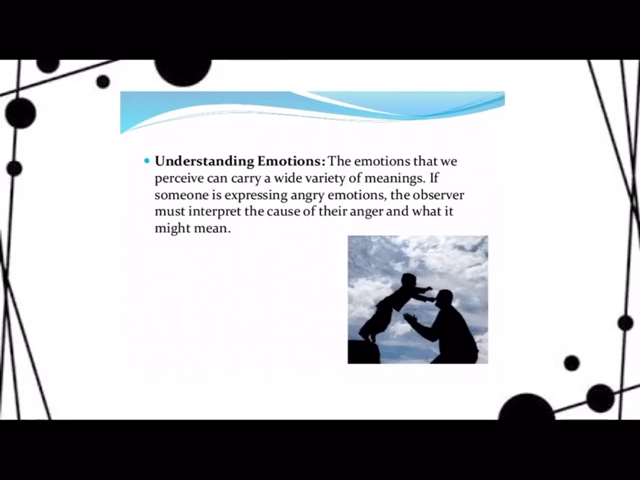 • Understanding Emotions: The emotions that we
perceive can carry a wide variety of meanings. If
someone is expressing angry emotions, the observer
must interpret the cause of their anger and what it
might mean.